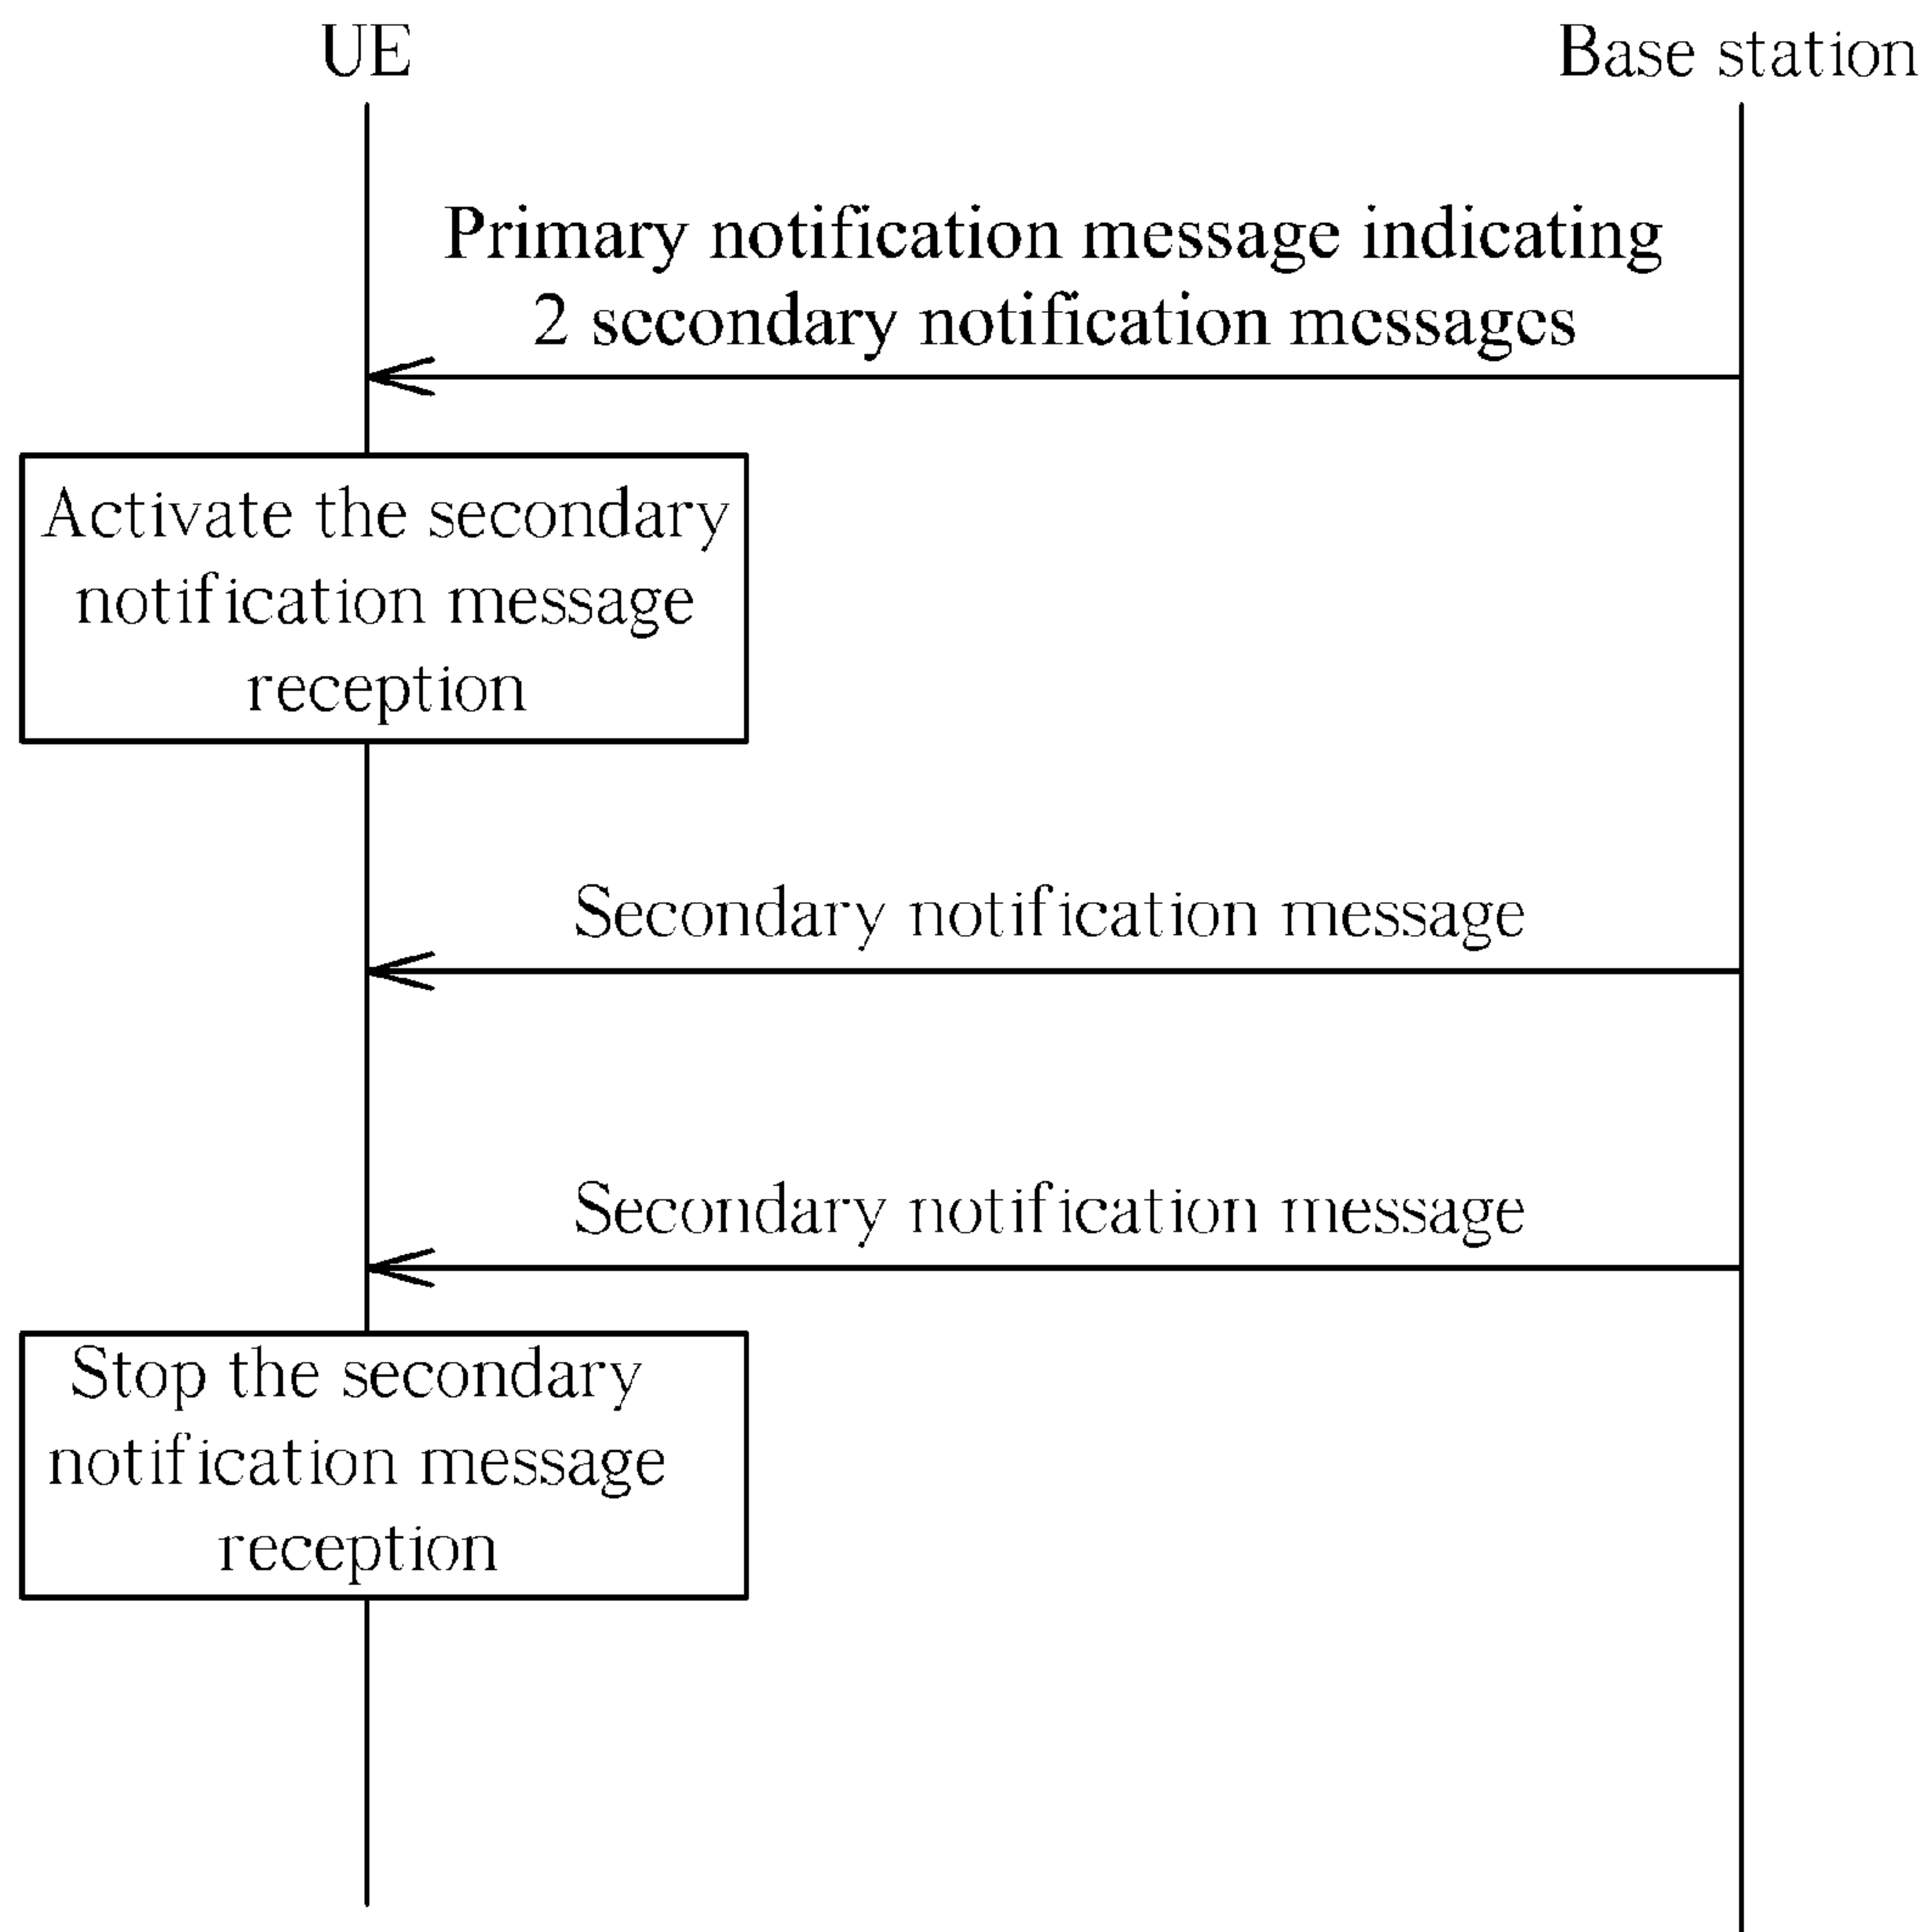 UE
Base station
Primary notification message indicating
2 secondary notification messages
Activate the secondary
notification message
reception
Secondary notification message
Secondary notification message
Stop the secondary
notification message
reception